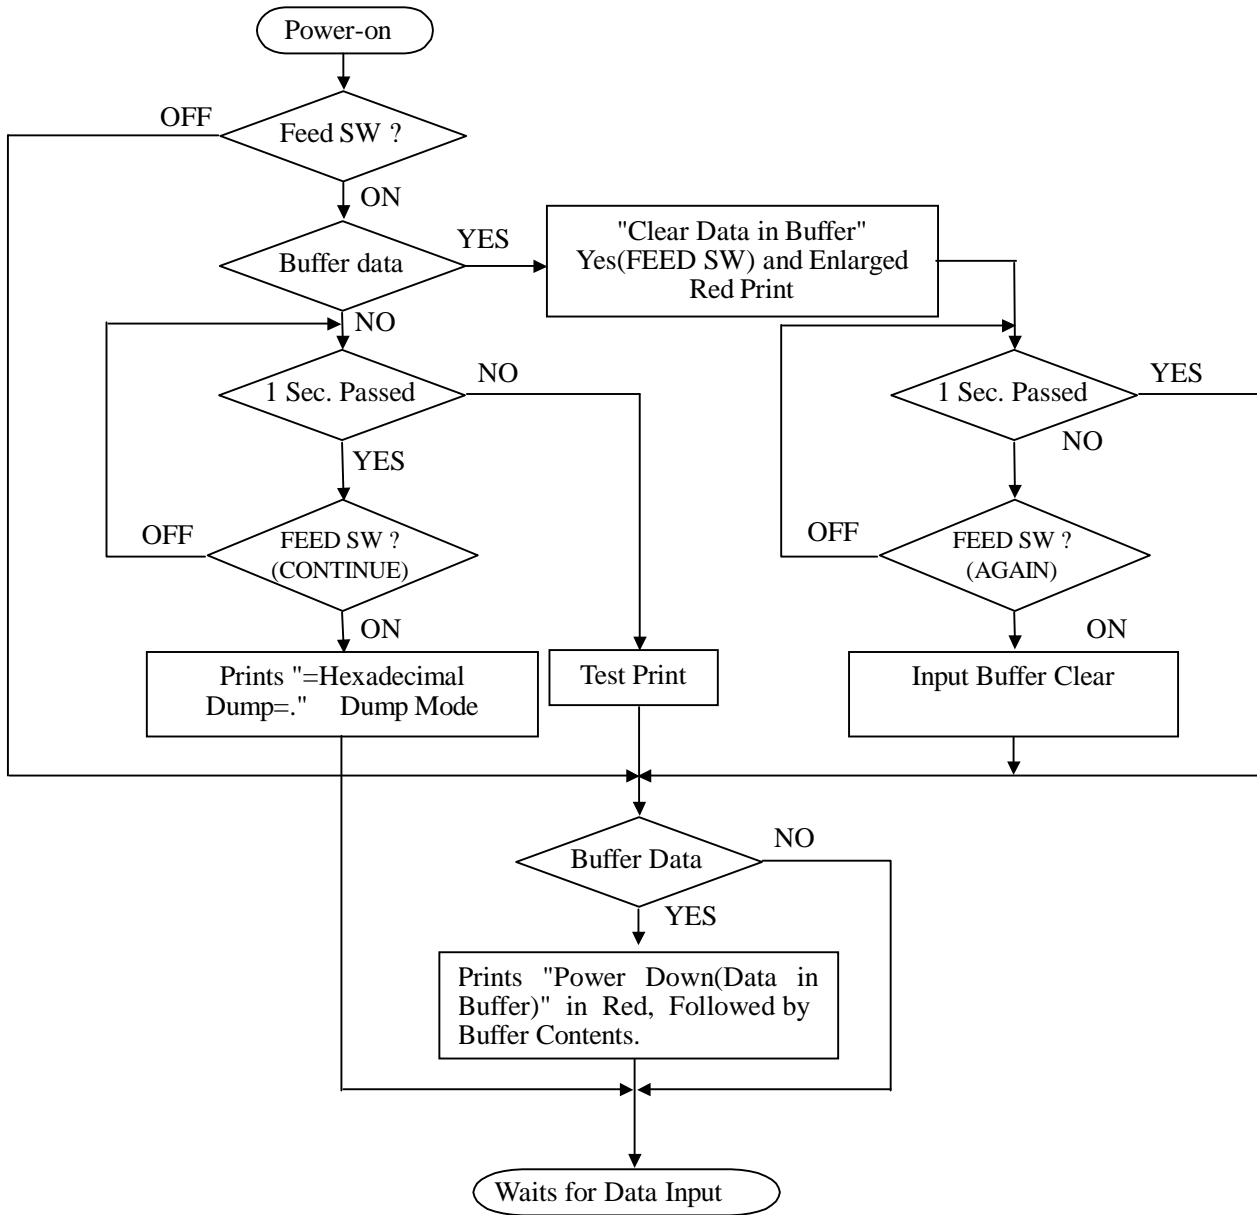 Power-on
OFF
Feed SW ?
ON
Buffer data
YES
"Clear Data in Buffer"
Yes(FEED SW) and Enlarged
Red Print
NO
1 Sec. Passed
NO
1 Sec. Passed
YES
YES
NO
OFF
FEED SW ?
(CONTINUE)
OFF
FEED SW ?
(AGAIN)
ON
ON
Prints "=Hexadecimal
Dump=." Dump Mode
Test Print
Input Buffer Clear
Buffer Data
NO
YES
Prints "Power Down(Data in
Buffer)" in Red, Followed by
Buffer Contents.
Waits for Data Input